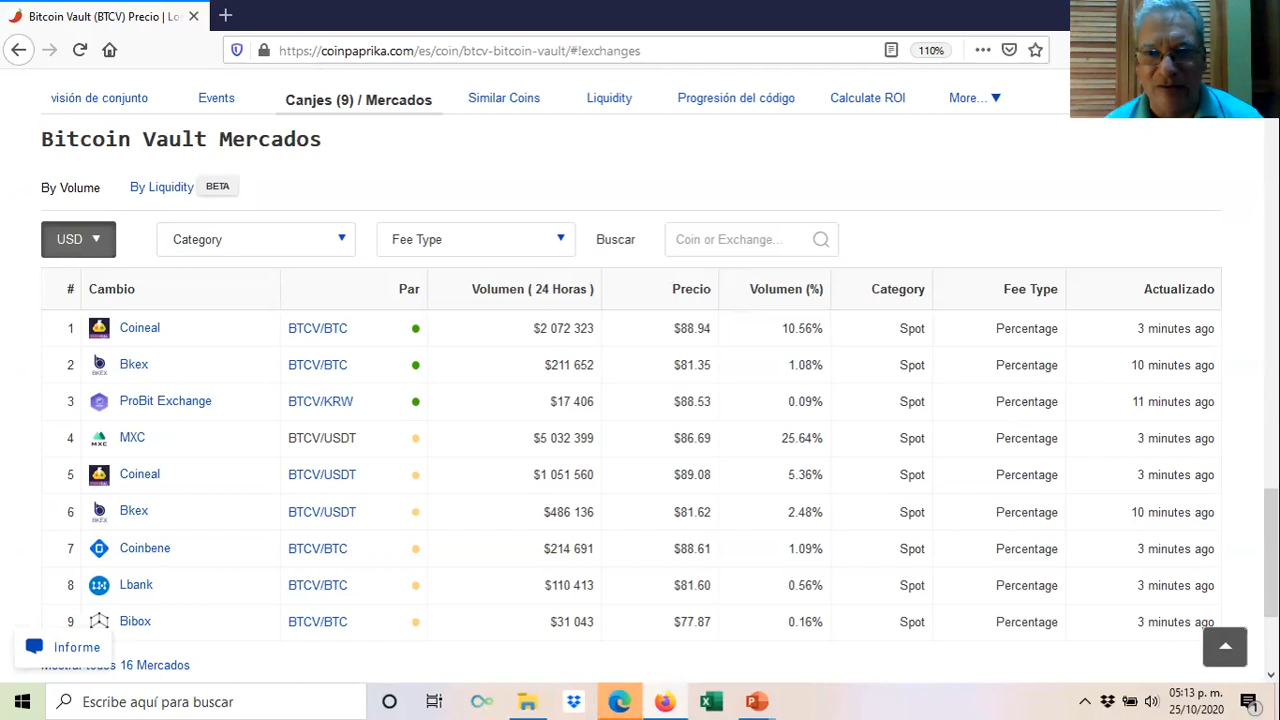 Bitcoin Vault (BTCV) Precio | Lo
https://coinpaprika.com/es/coin/btcv-bitcoin-vault/#!exchanges
110%
visión de conjunto Events Canjes (9) / Mercados Similar Coins Liquidity Progresión del código Calculate ROI More...
Bitcoin Vault Mercados
By Volume By Liquidity BETA
USD Category Fee Type Buscar Coin or Exchange...
# Cambio Par Volumen ( 24 Horas ) Precio Volumen (%) Category Fee Type Actualizado
1 Coineal BTCV/BTC $2 072 323 $88.94 10.56% Spot Percentage 3 minutes ago
2 BKEX Bkex BTCV/BTC $211 652 $81.35 1.08% Spot Percentage 10 minutes ago
3 ProBit Exchange BTCV/KRW $17 406 $88.53 0.09% Spot Percentage 11 minutes ago
4 MXC MXC BTCV/USDT $5 032 399 $86.69 25.64% Spot Percentage 3 minutes ago
5 Coineal BTCV/USDT $1 051 560 $89.08 5.36% Spot Percentage 3 minutes ago
6 BKEX Bkex BTCV/USDT $486 136 $81.62 2.48% Spot Percentage 10 minutes ago
7 Coinbene BTCV/BTC $214 691 $88.61 1.09% Spot Percentage 3 minutes ago
8 Lbank BTCV/BTC $110 413 $81.60 0.56% Spot Percentage 3 minutes ago
9 Bibox BTCV/BTC $31 043 $77.87 0.16% Spot Percentage 3 minutes ago
Informe
Mostrar todos 16 Mercados
Escribe aquí para buscar
05:13 p. m.
25/10/2020
1